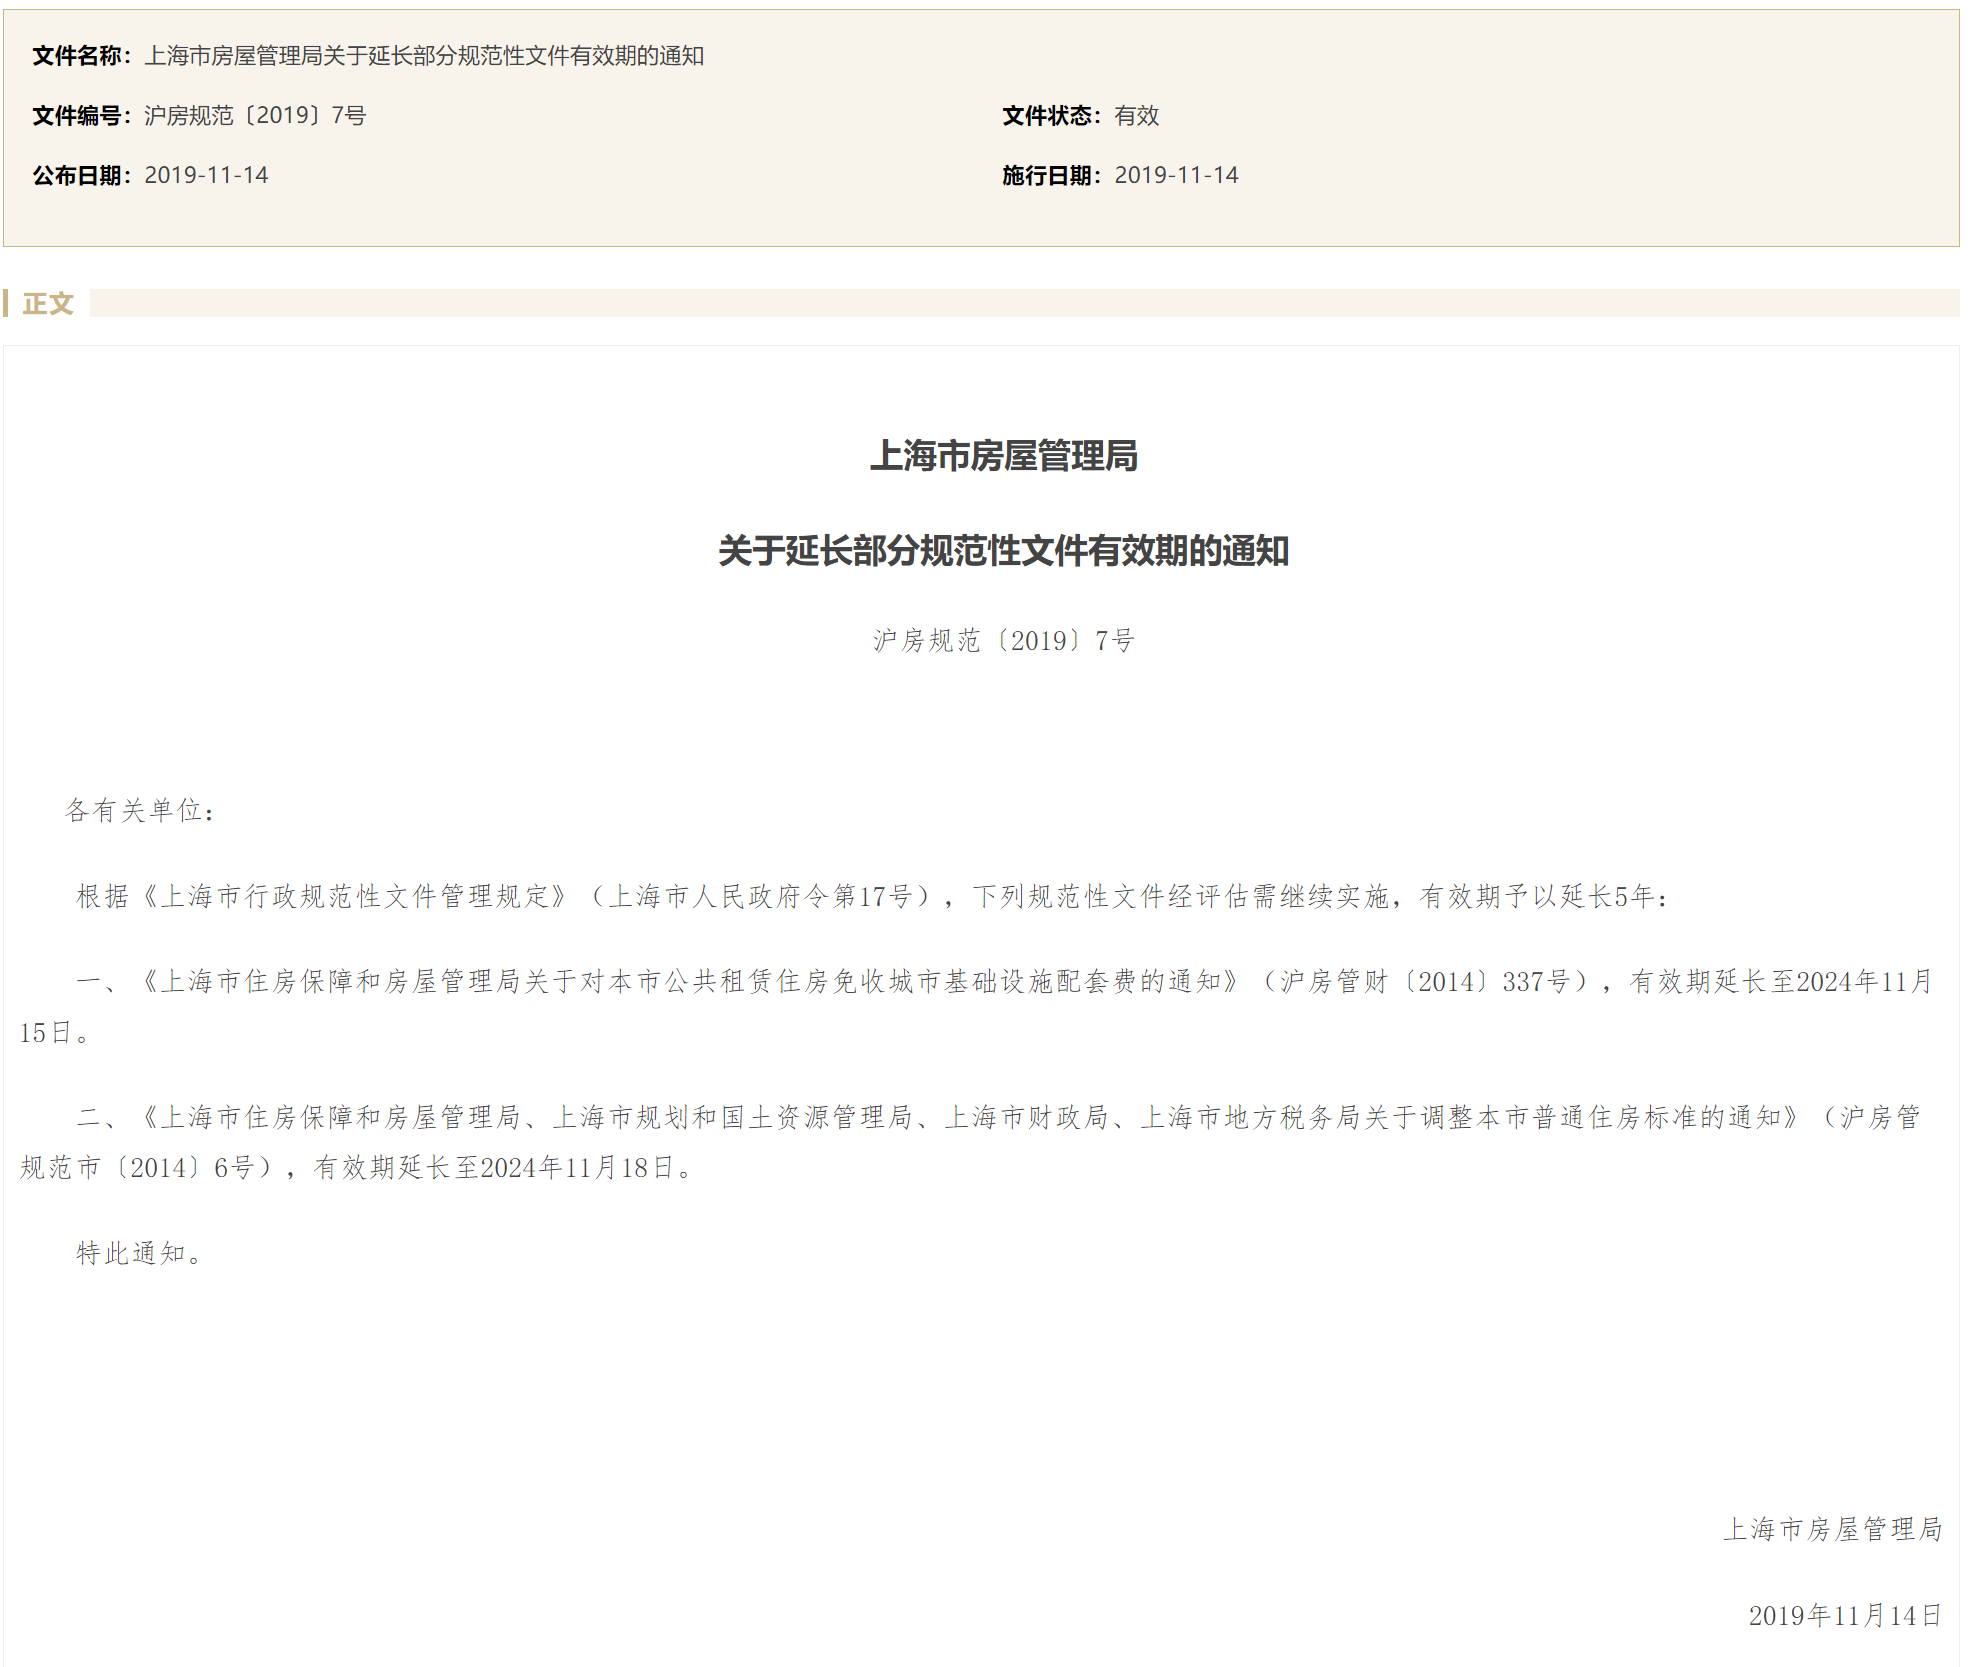 文件名称：上海市房屋管理局关于延长部分规范性文件有效期的通知
文件编号：沪房规范〔2019〕7号 文件状态：有效
公布日期：2019-11-14 施行日期：2019-11-14
正文
上海市房屋管理局
关于延长部分规范性文件有效期的通知
沪房规范〔2019〕7号
各有关单位：
根据《上海市行政规范性文件管理规定》（上海市人民政府令第17号），下列规范性文件经评估需继续实施，有效期予以延长5年：
一、《上海市住房保障和房屋管理局关于对本市公共租赁住房免收城市基础设施配套费的通知》（沪房管财〔2014〕337号），有效期延长至2024年11月
15日。
二、《上海市住房保障和房屋管理局、上海市规划和国土资源管理局、上海市财政局、上海市地方税务局关于调整本市普通住房标准的通知》（沪房管
规范市〔2014〕6号），有效期延长至2024年11月18日。
特此通知。
上海市房屋管理局
2019年11月14日